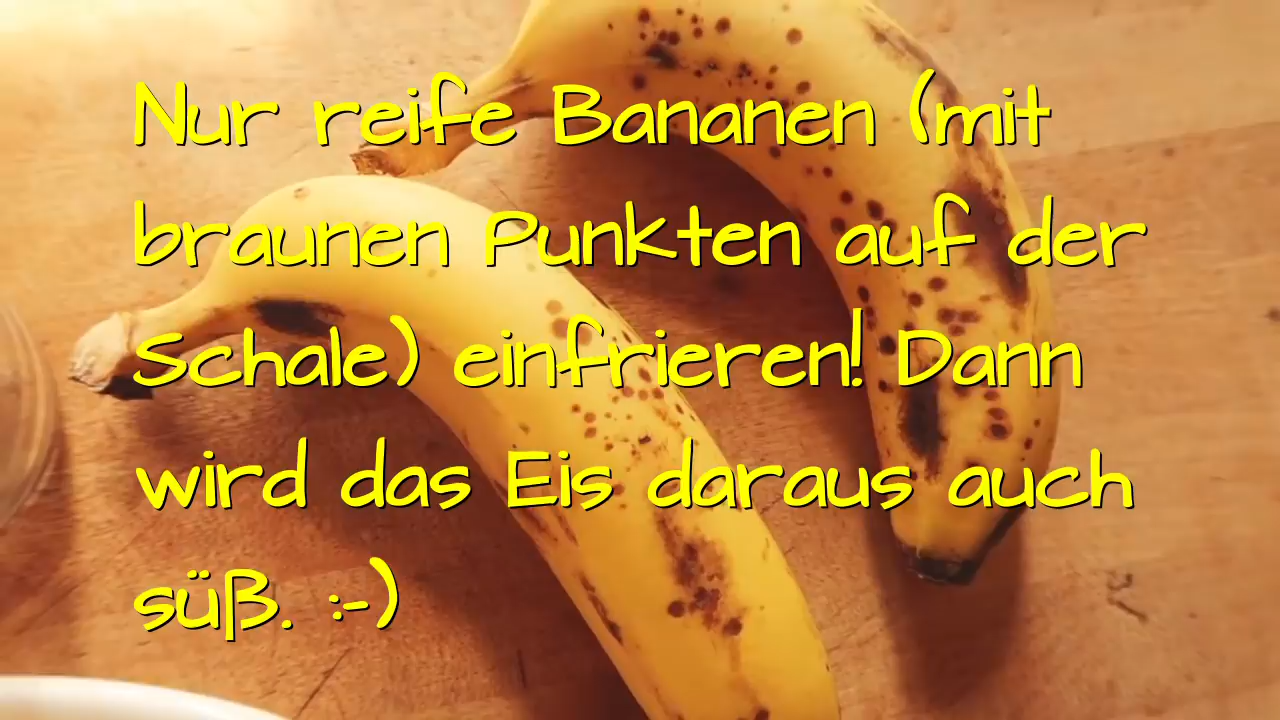 Nur reife Bananen (mit
braunen Punkten auf der
Schale) einfrieren! Dann
wird das Eis daraus auch
süß. :-)